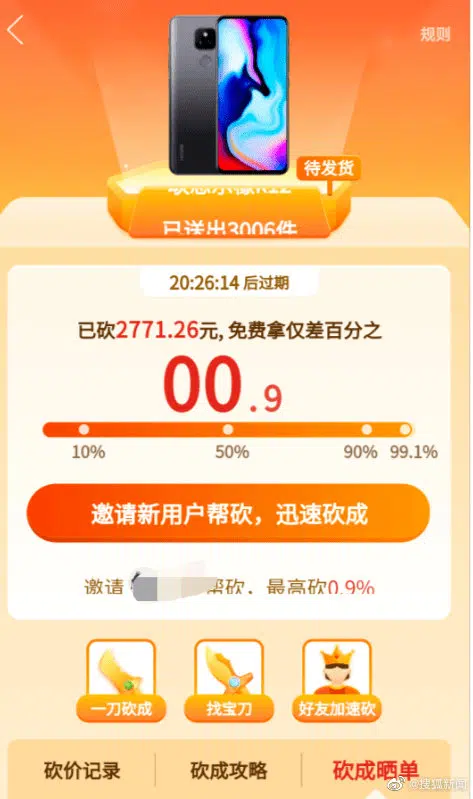 规则
待发货
已送出3006件
20:26:14 后过期
已砍2771.26元, 免费拿仅差百分之
00.9
10% 50% 90% 99.1%
邀请新用户帮砍，迅速砍成
邀请 帮砍，最高砍0.9%
一刀砍成 找宝刀 好友加速砍
砍价记录 砍成攻略 砍成晒单
@搜狐新闻